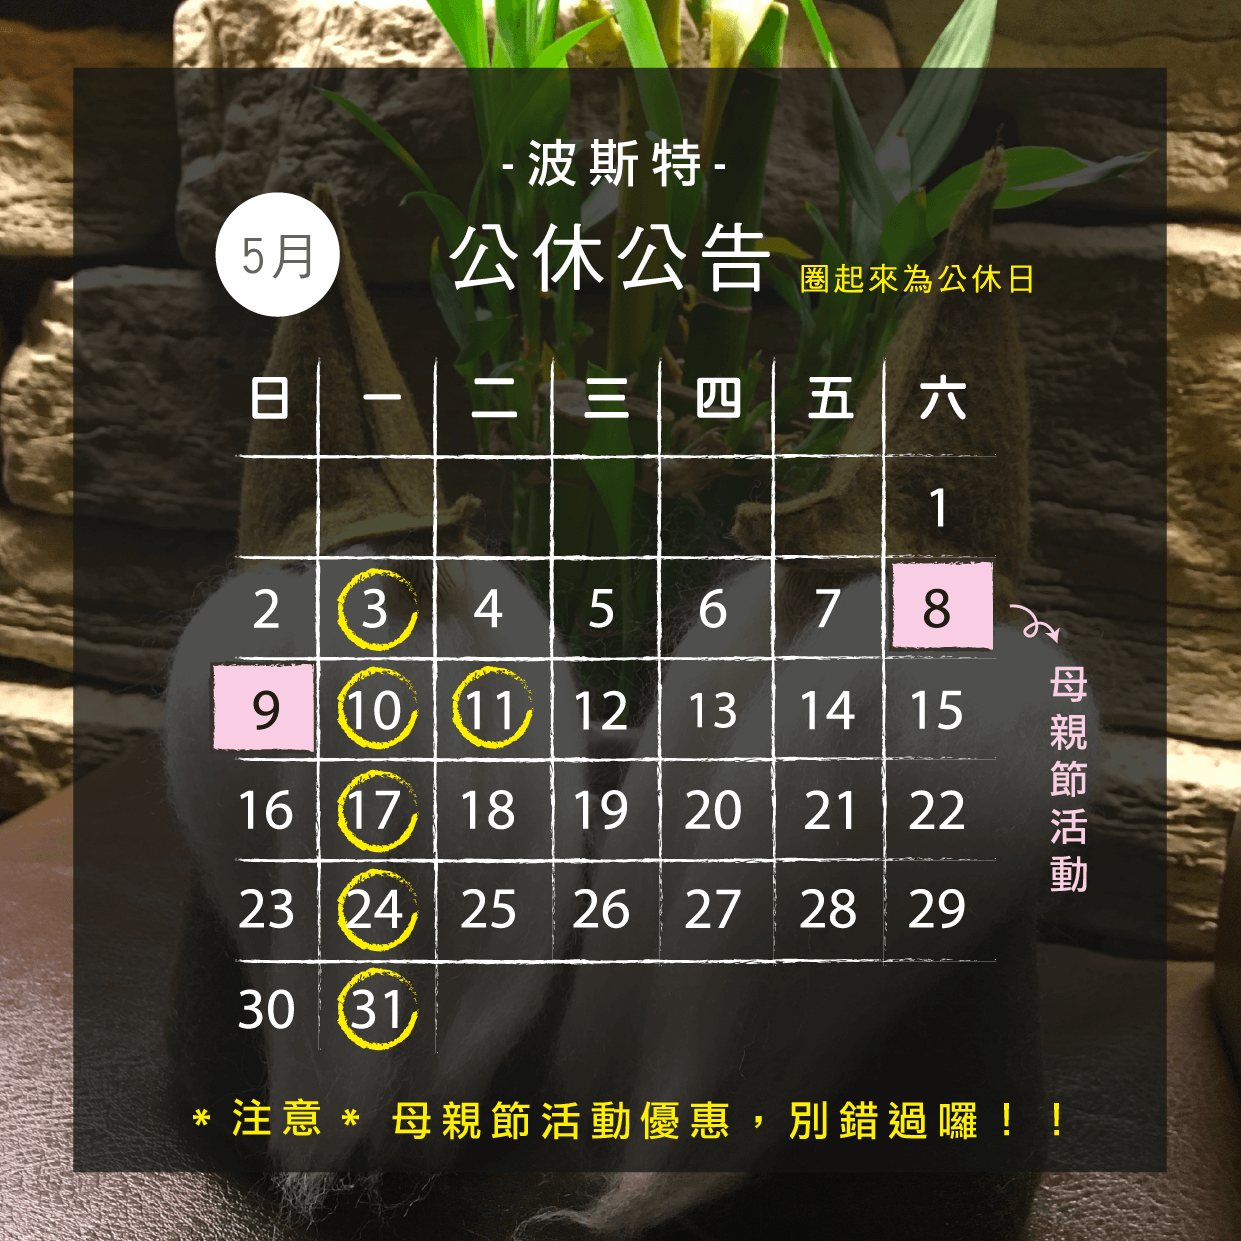 -波斯特-
5月
公休公告 圈起來為公休日
日 一 二 三 四 五 六
1
2 3 4 5 6 7 8
9 10 11 12 13 14 15
16 17 18 19 20 21 22
23 24 25 26 27 28 29
30 31
母親節活動
*注意* 母親節活動優惠，別錯過囉！！